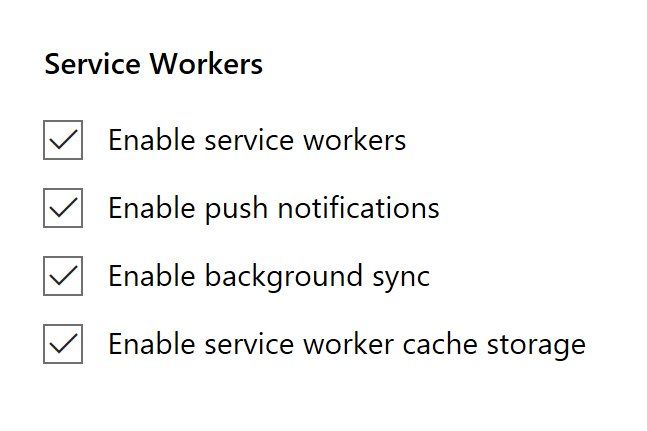 Service Workers
Enable service workers
Enable push notifications
Enable background sync
Enable service worker cache storage